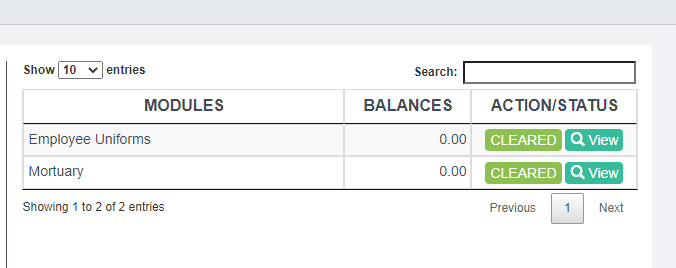 Show 10 entries Search:
MODULES BALANCES ACTION/STATUS
Employee Uniforms 0.00 CLEARED View
Mortuary 0.00 CLEARED View
Showing 1 to 2 of 2 entries Previous 1 Next